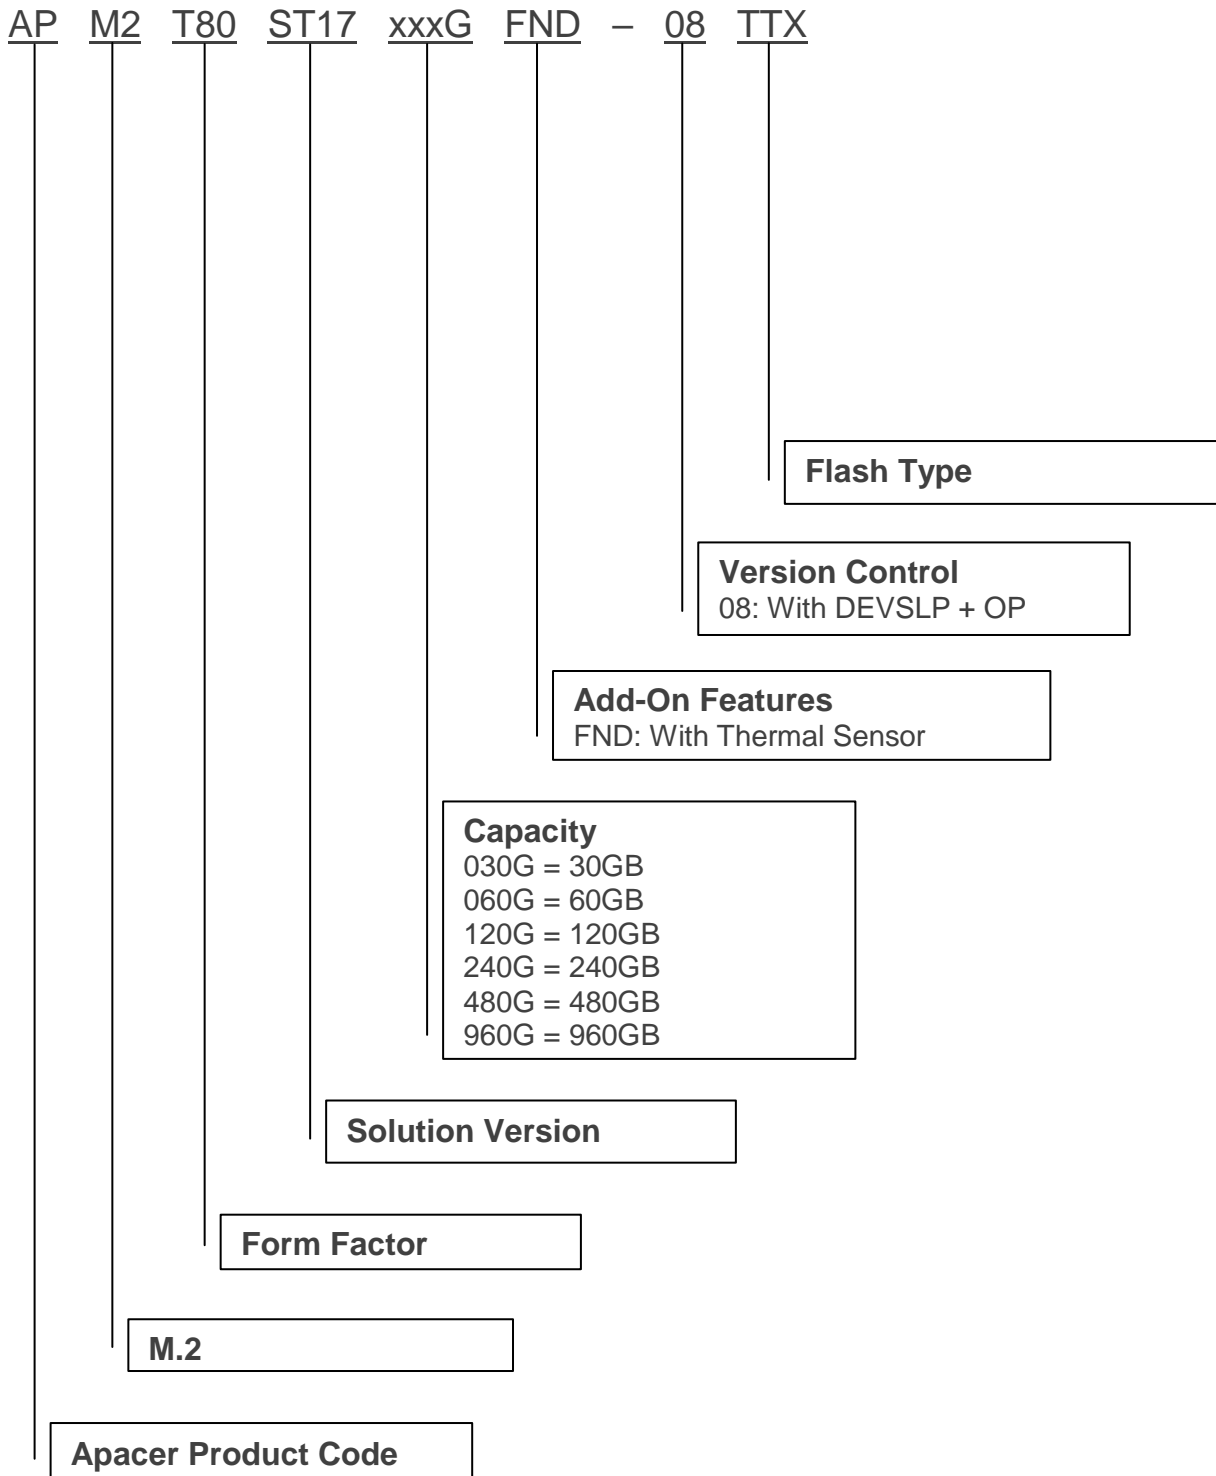 AP M2 T80 ST17 xxxG FND – 08 TTX
Flash Type
Version Control
08: With DEVSLP + OP
Add-On Features
FND: With Thermal Sensor
Capacity
030G = 30GB
060G = 60GB
120G = 120GB
240G = 240GB
480G = 480GB
960G = 960GB
Solution Version
Form Factor
M.2
Apacer Product Code